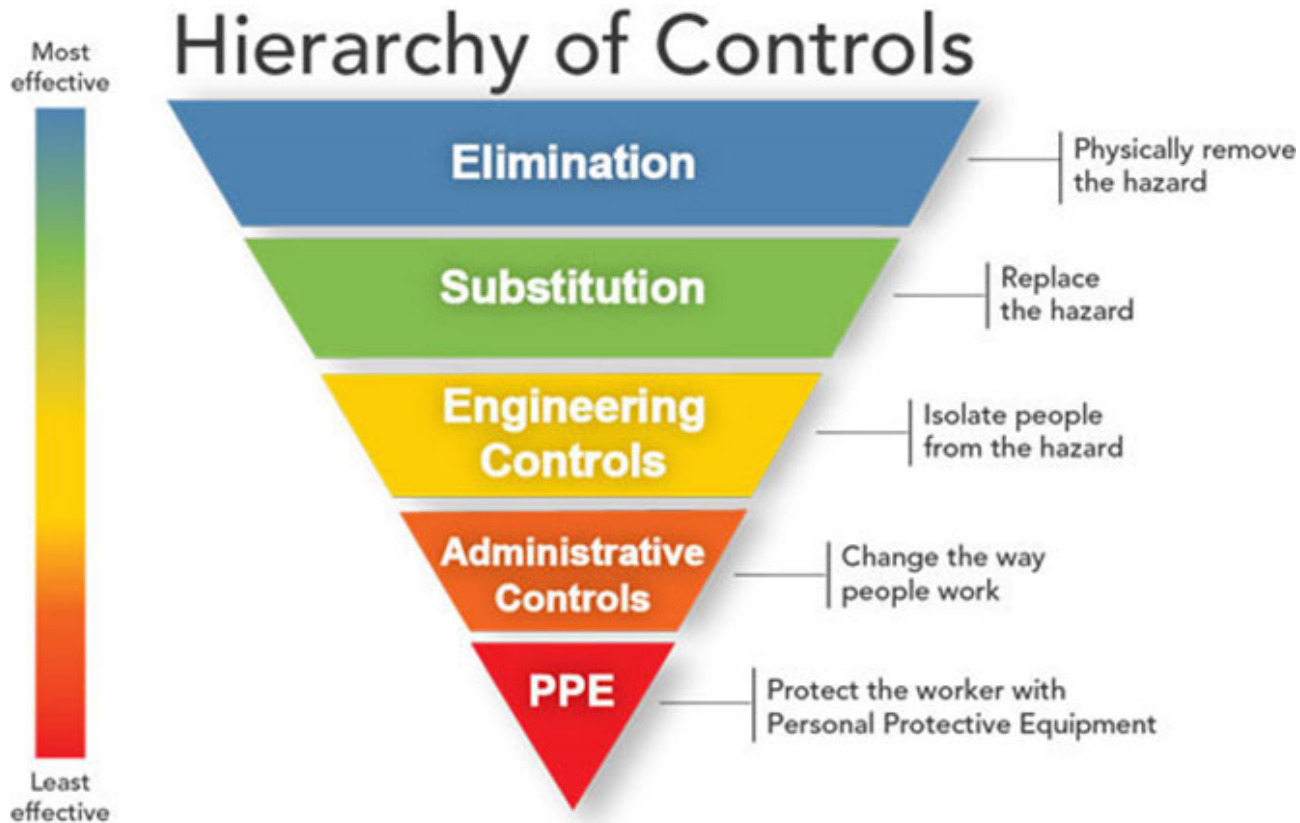 Hierarchy of Controls
Most
effective
Elimination
Physically remove
the hazard
Substitution
Replace
the hazard
Engineering
Controls
Isolate people
from the hazard
Administrative
Controls
Change the way
people work
PPE
Protect the worker with
Personal Protective Equipment
Least
effective